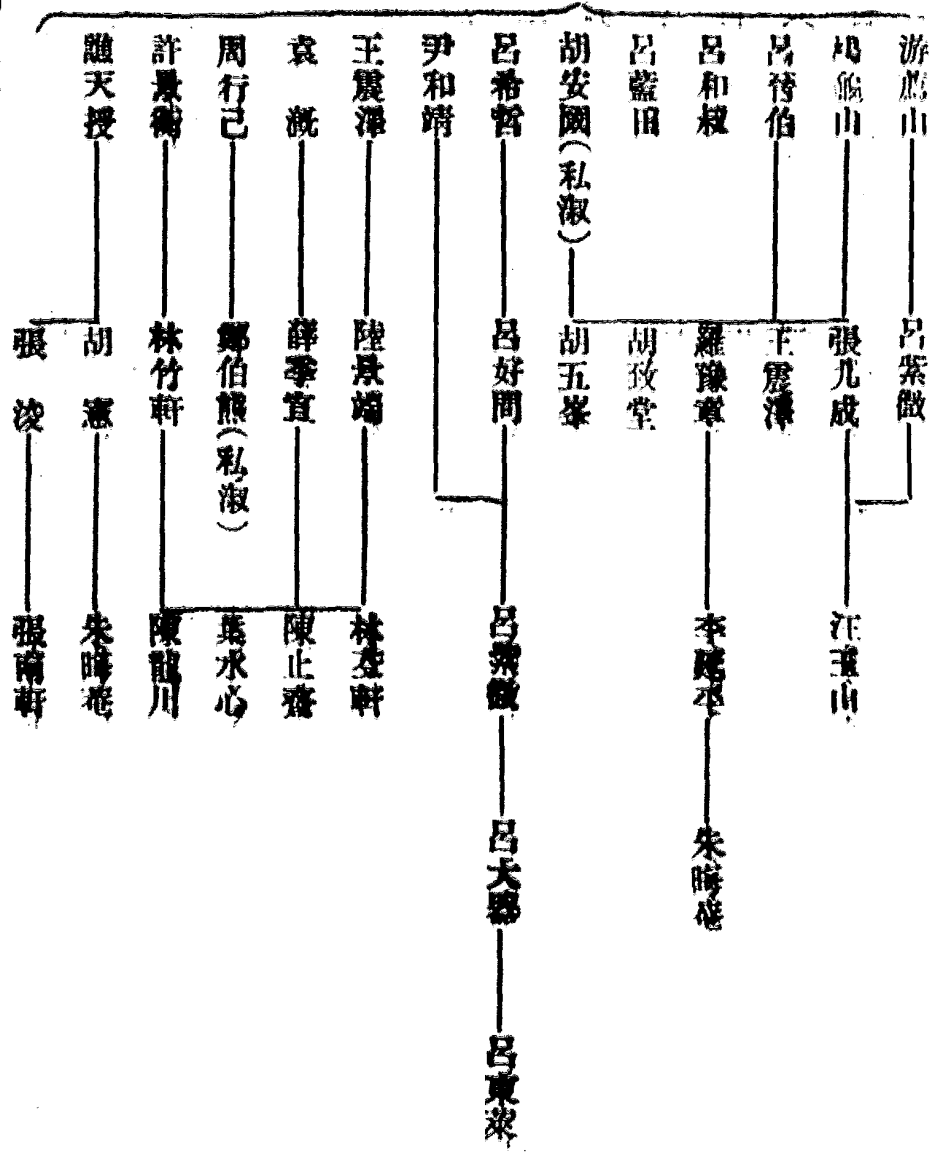 游廌山
楊龜山
呂晉伯
呂和叔
呂藍田
胡安國(私淑)
呂希哲
尹和靖
王震澤
袁 溉
周行己
許景衡
譙天授
呂紫微
張九成
王震澤
羅豫章
胡致堂
胡五峯
呂好問
陸景端
薛季宣
鄭伯熊(私淑)
林竹軒
胡 憲
張 浚
汪玉山
李延平
呂紫微
林艾軒
陳止齋
葉水心
陳龍川
朱晦菴
張南軒
朱晦菴
呂大器
呂東萊